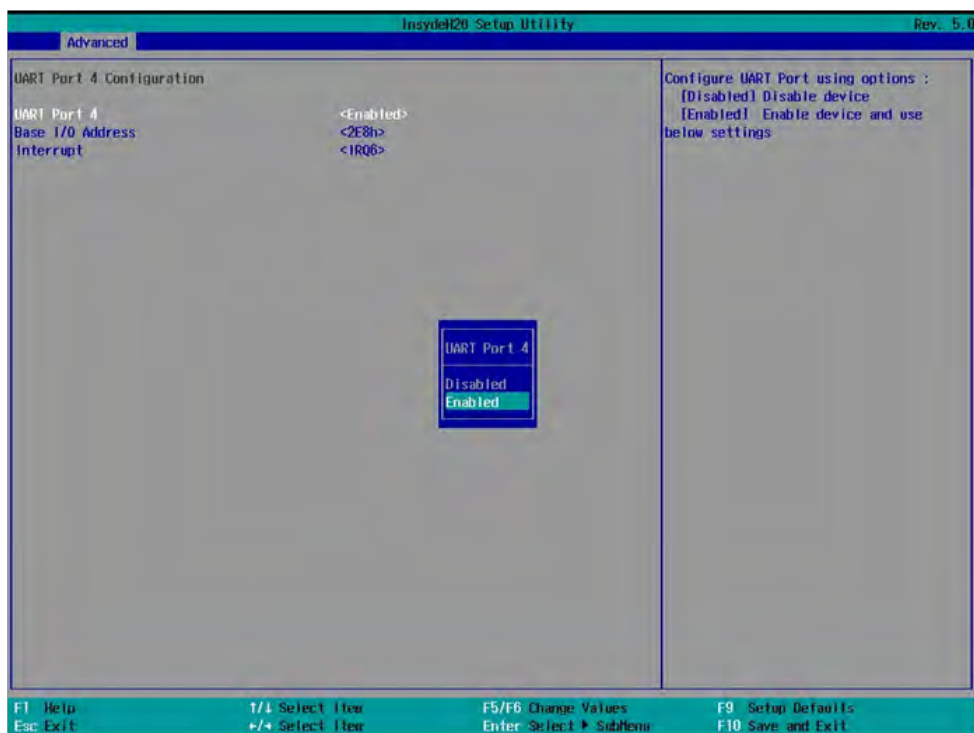 InsydeH20 Setup Utility
Rev. 5.0
Advanced
UART Port 4 Configuration
UART Port 4 <Enabled>
Base I/O Address <2E8h>
Interrupt <IRQ6>
Configure UART Port using options :
[Disabled] Disable device
[Enabled] Enable device and use
below settings
UART Port 4
Disabled
Enabled
F1 Help ↑/↓ Select Item F5/F6 Change Values F9 Setup Defaults
Esc Exit ←/→ Select Item Enter Select ▶ SubMenu F10 Save and Exit